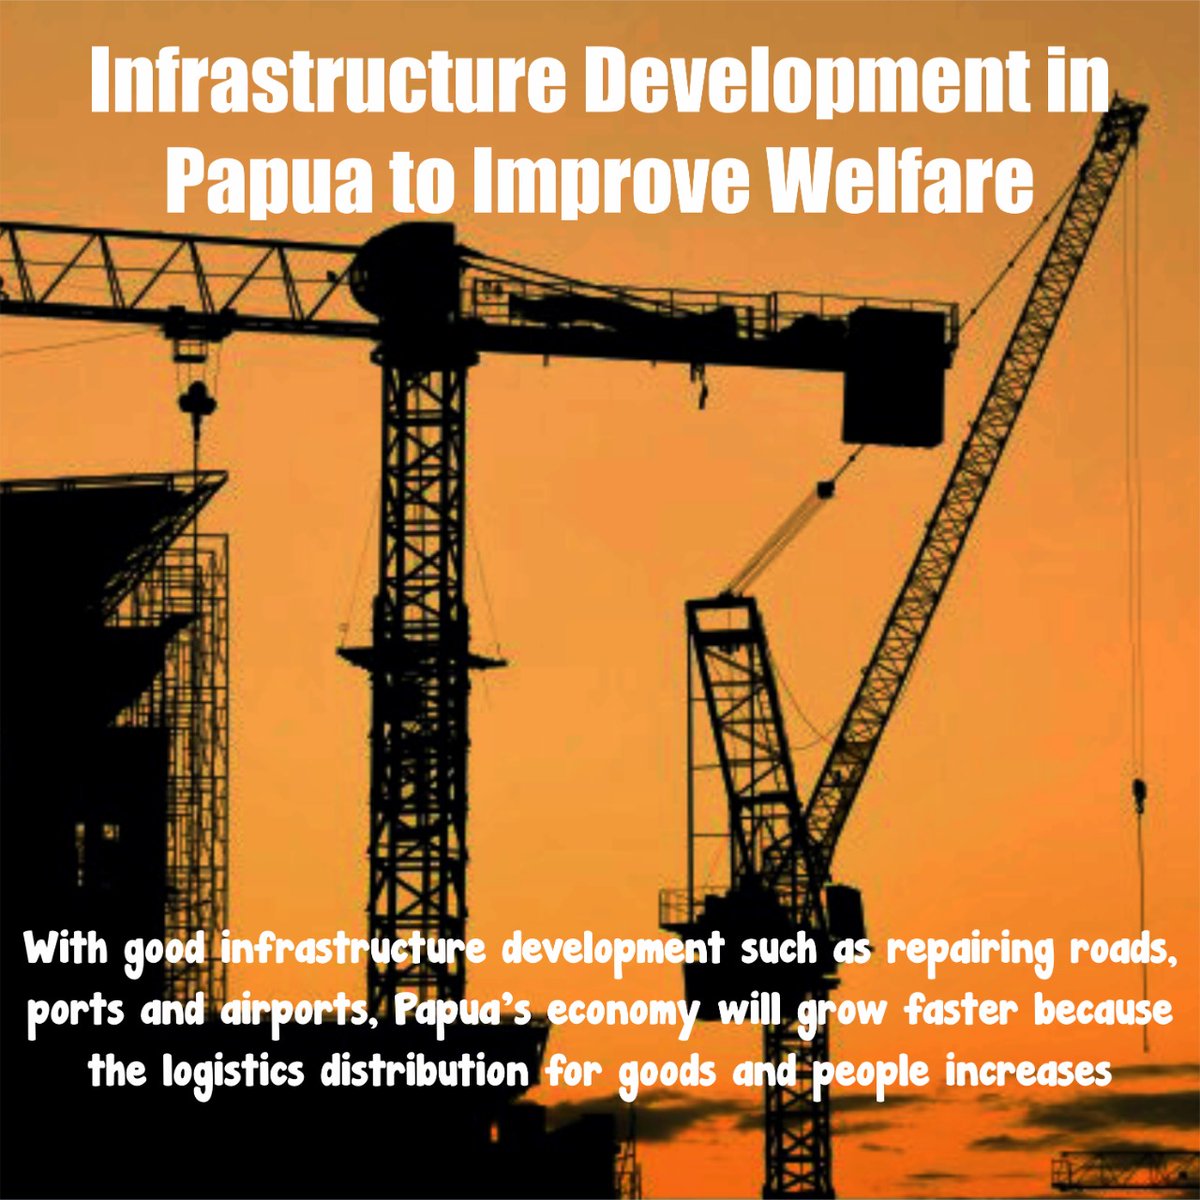 Infrastructure Development in
Papua to Improve Welfare
With good infrastructure development such as repairing roads,
ports and airports, Papua's economy will grow faster because
the logistics distribution for goods and people increases